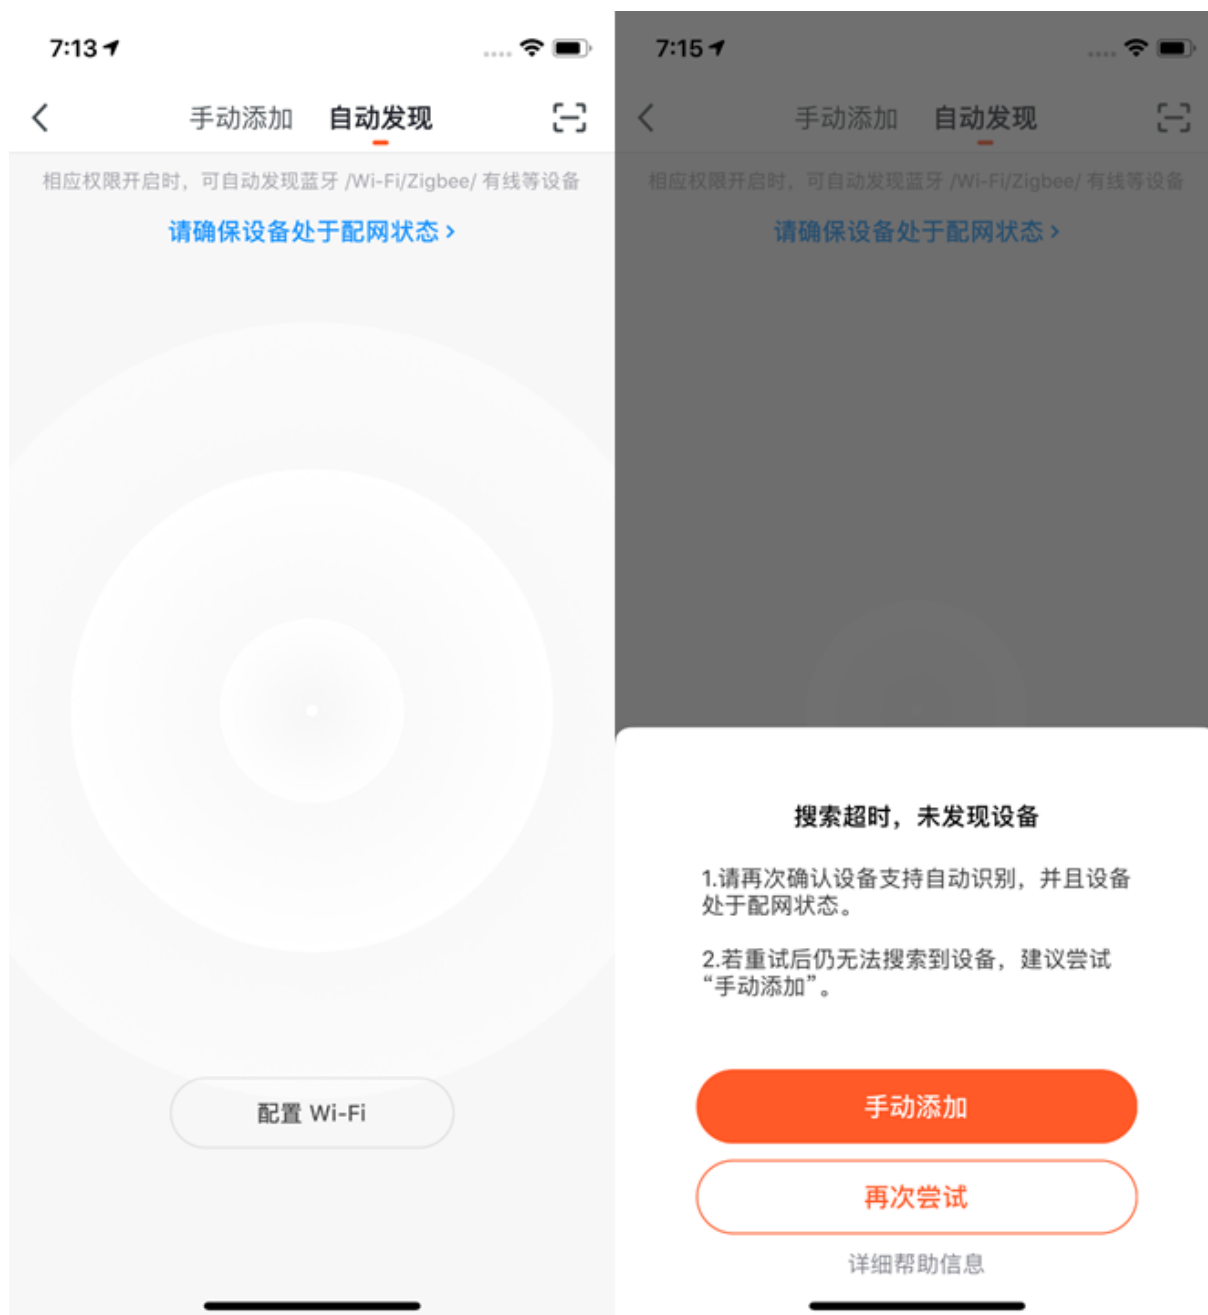 7:13
手动添加 自动发现
相应权限开启时，可自动发现蓝牙 /Wi-Fi/Zigbee/ 有线等设备
请确保设备处于配网状态 >
配置 Wi-Fi
7:15
手动添加 自动发现
相应权限开启时，可自动发现蓝牙 /Wi-Fi/Zigbee/ 有线等设备
请确保设备处于配网状态 >
搜索超时，未发现设备
1.请再次确认设备支持自动识别，并且设备
处于配网状态。
2.若重试后仍无法搜索到设备，建议尝试
“手动添加”。
手动添加
再次尝试
详细帮助信息